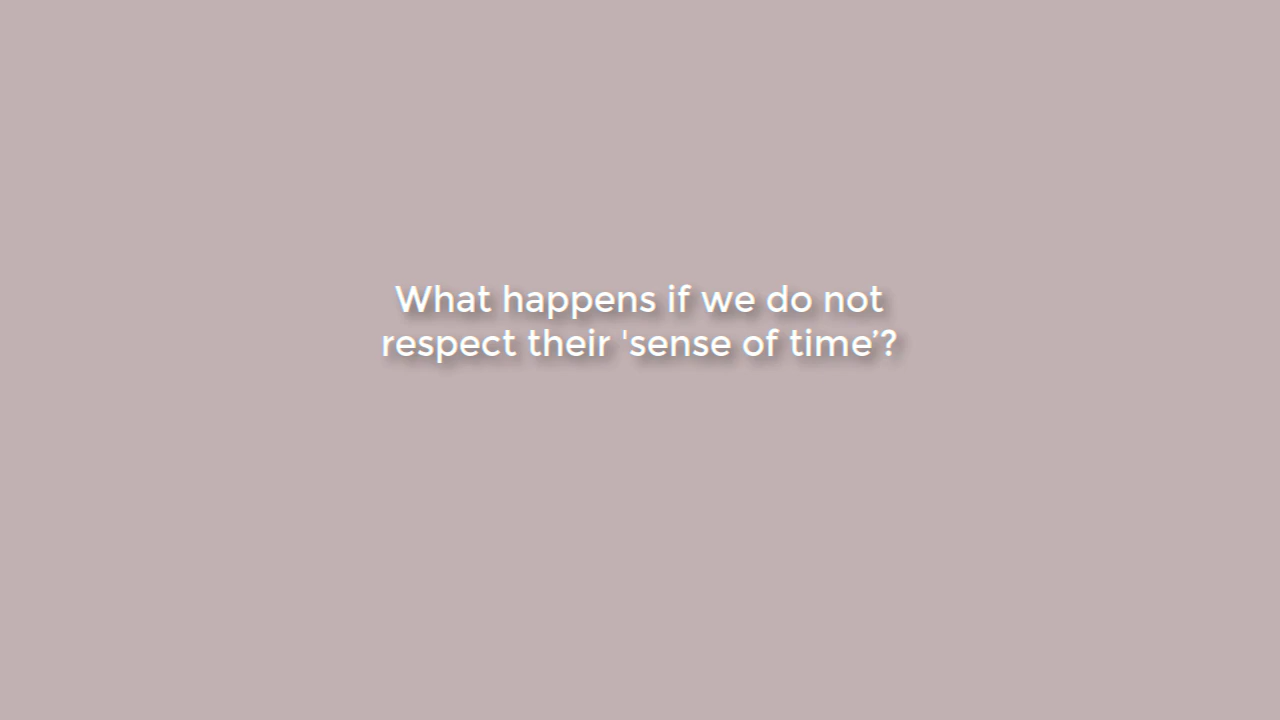 What happens if we do not
respect their 'sense of time’?